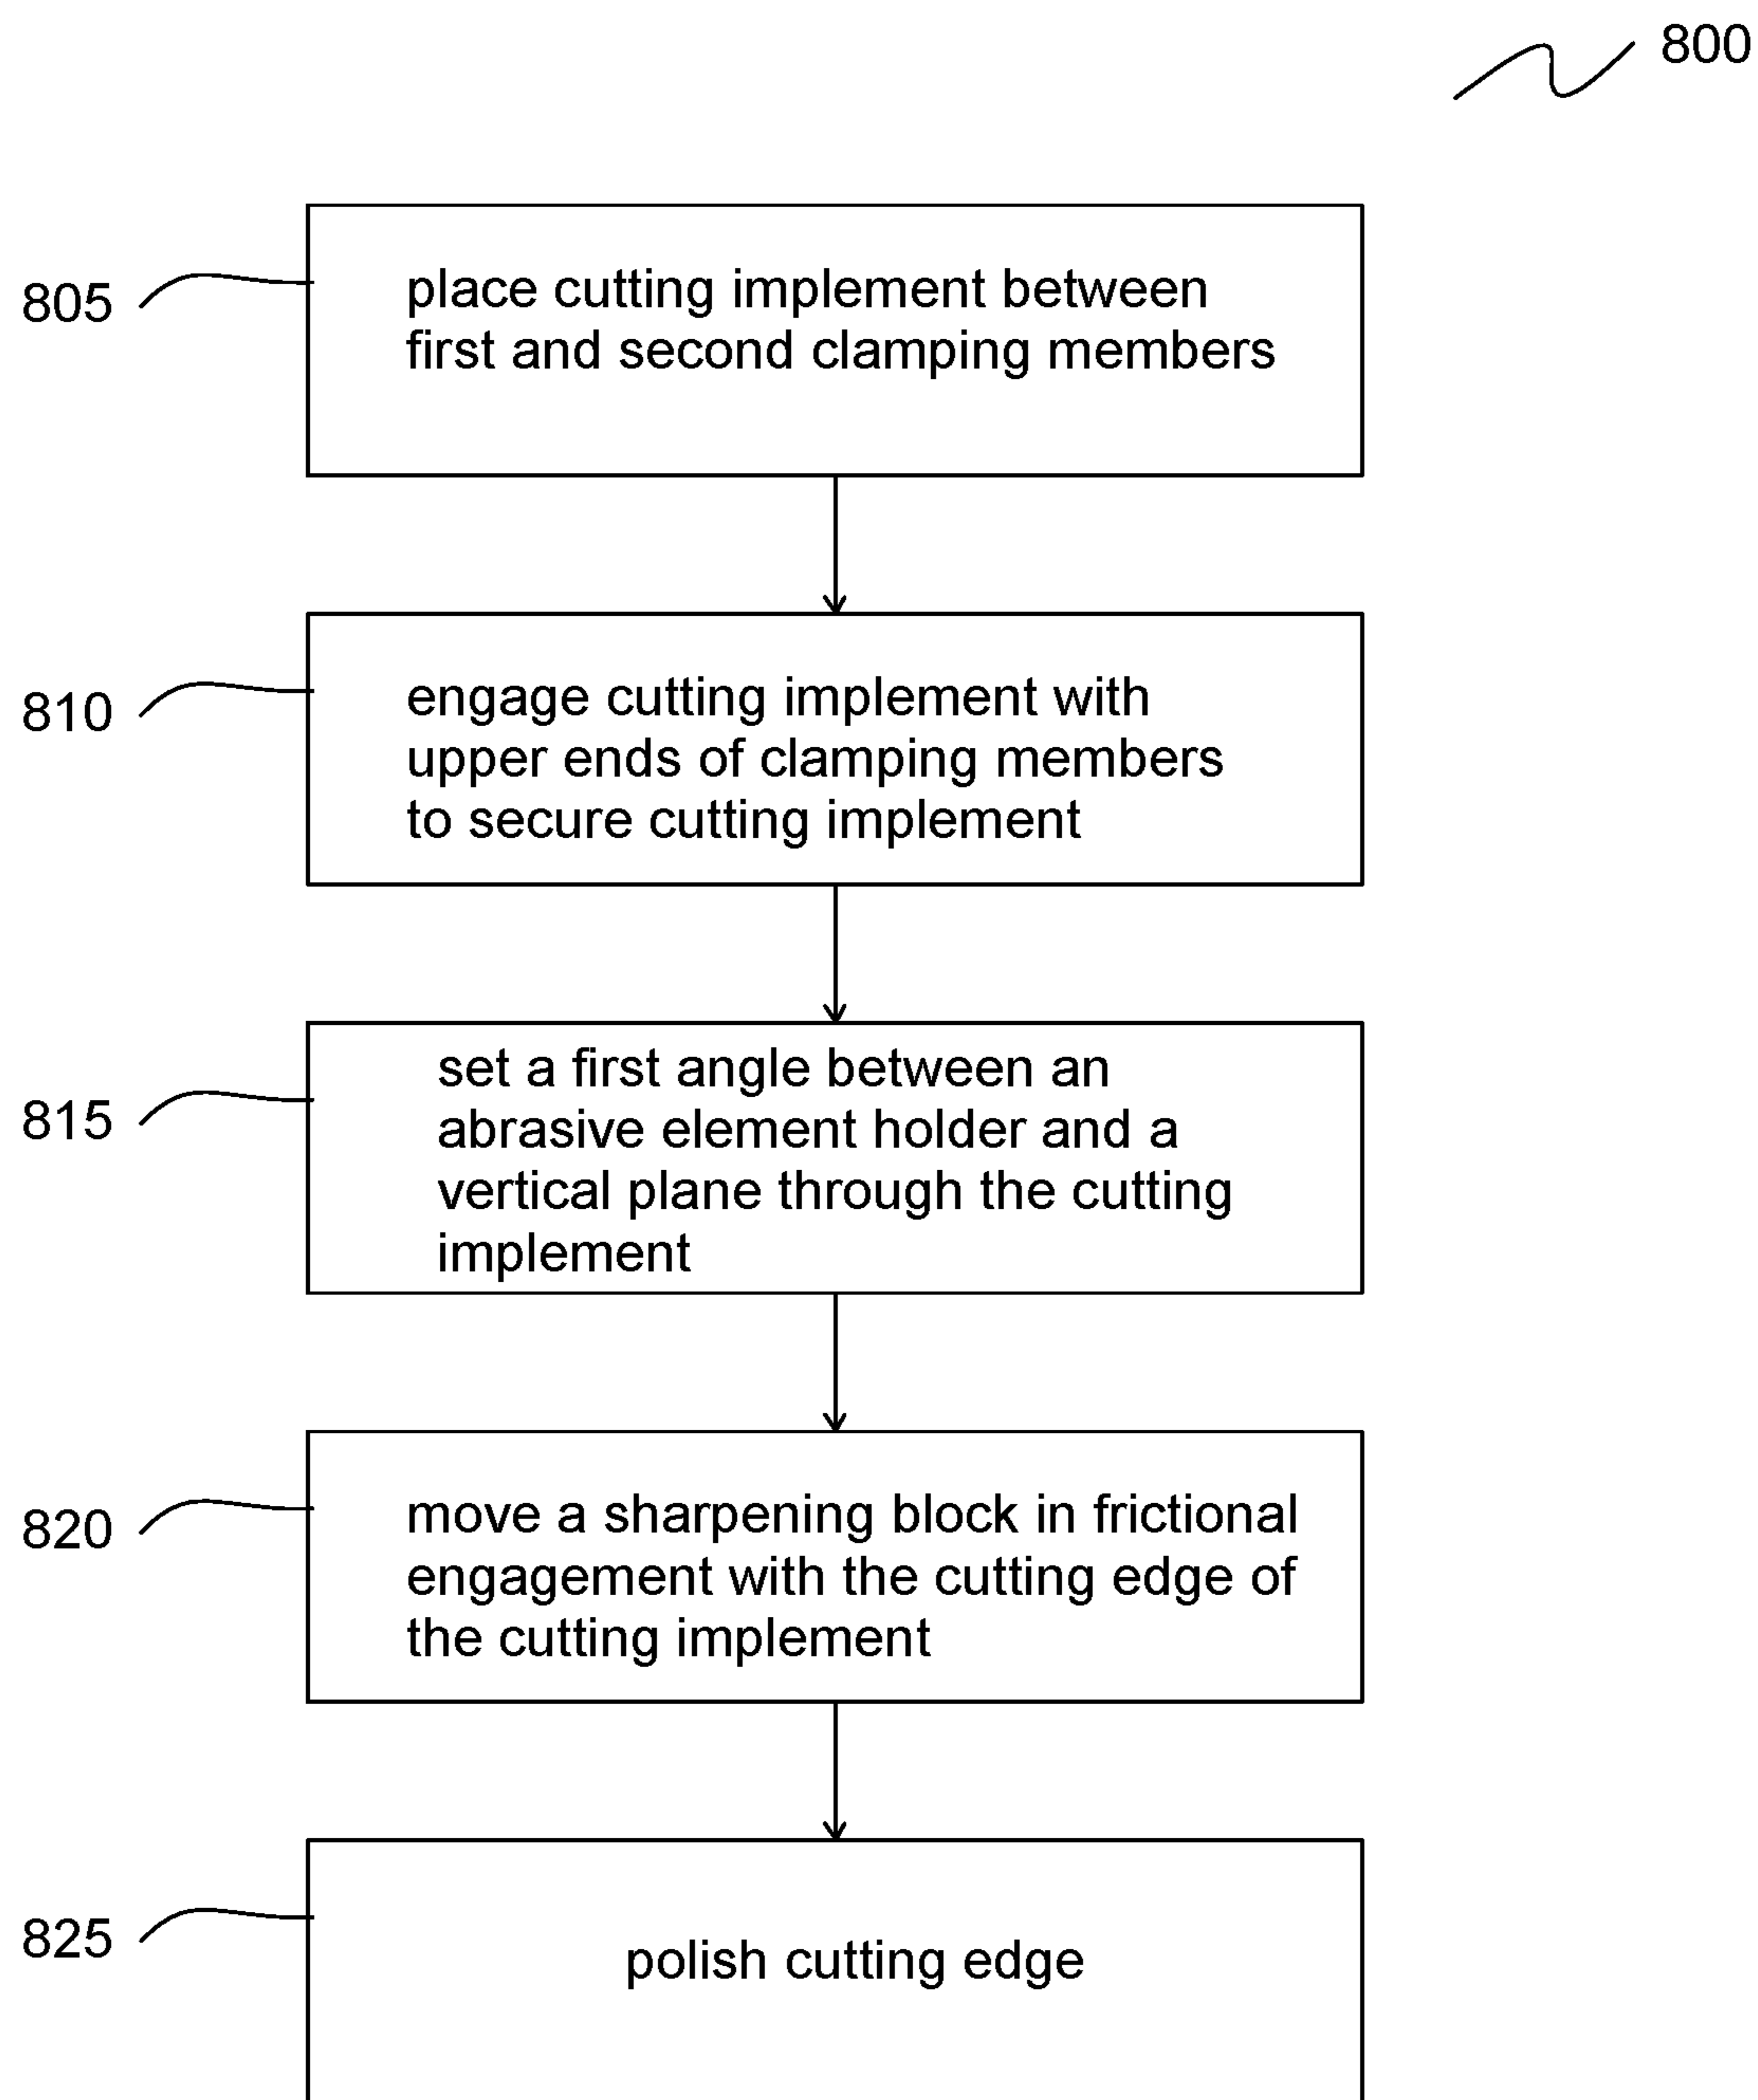 800
805
place cutting implement between
first and second clamping members
810
engage cutting implement with
upper ends of clamping members
to secure cutting implement
815
set a first angle between an
abrasive element holder and a
vertical plane through the cutting
implement
820
move a sharpening block in frictional
engagement with the cutting edge of
the cutting implement
825
polish cutting edge